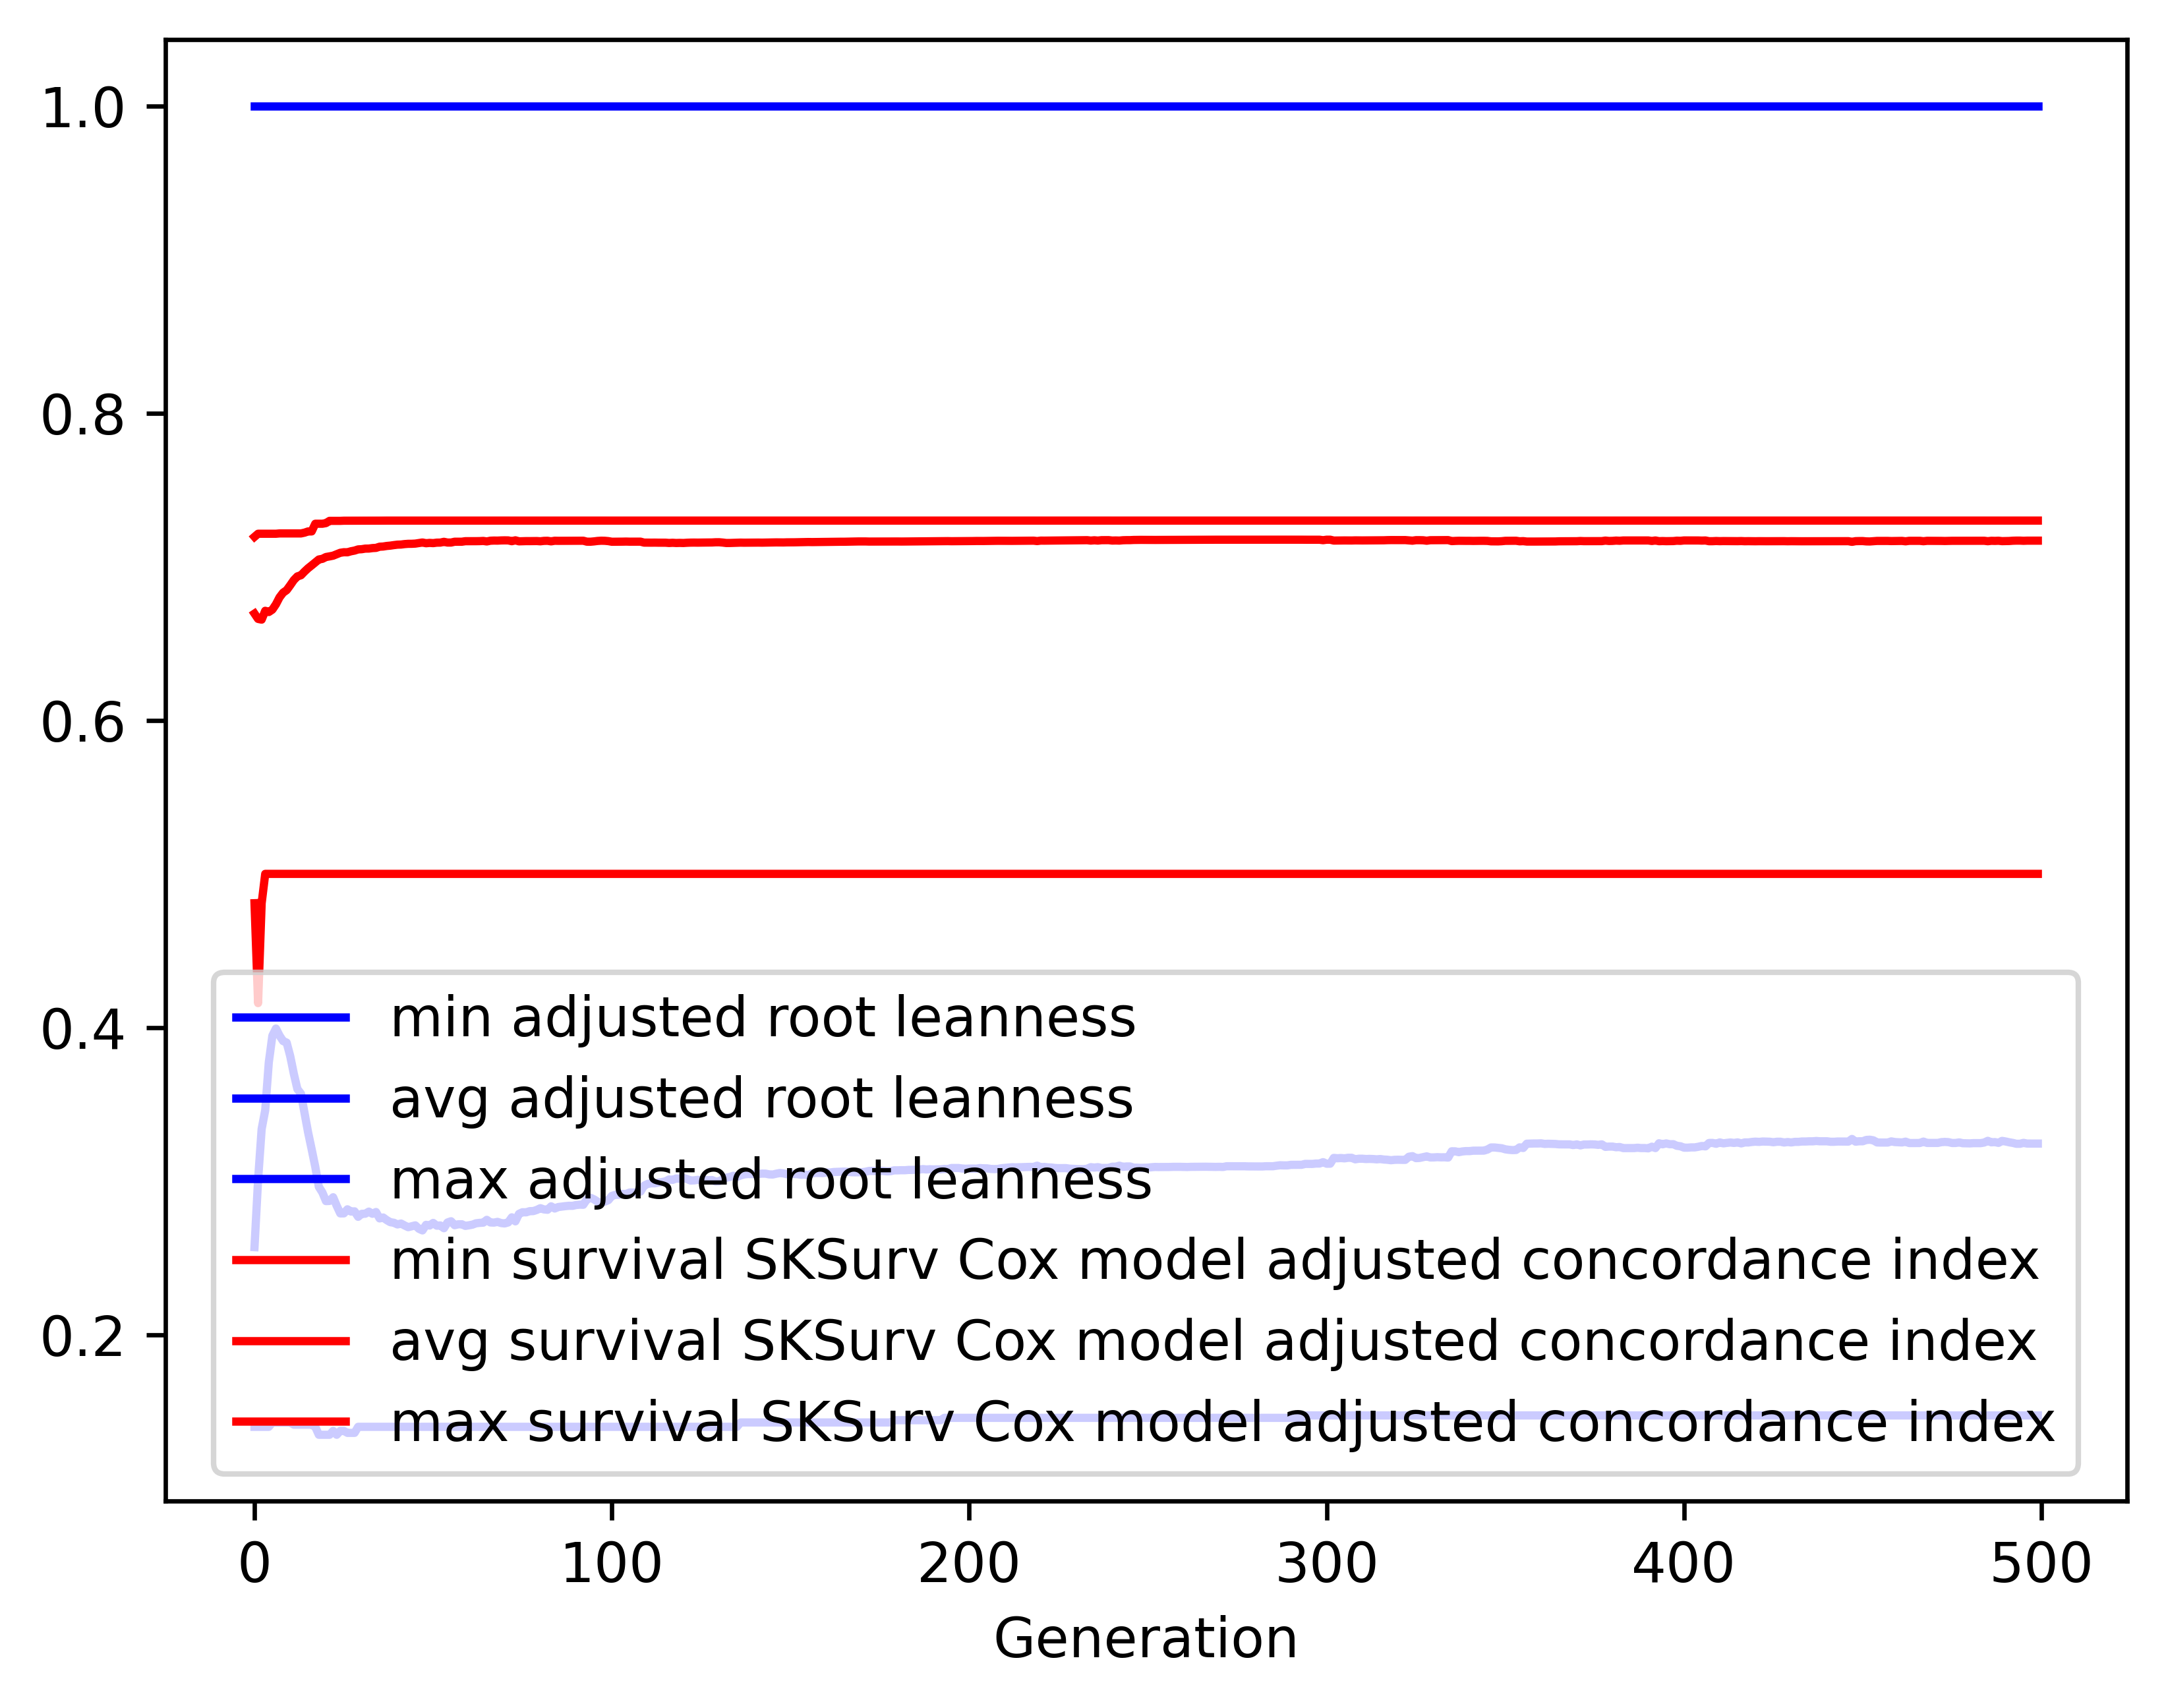 1.0
0.8
0.6
0.4
0.2
min adjusted root leanness
avg adjusted root leanness
max adjusted root leanness
min survival SKSurv Cox model adjusted concordance index
avg survival SKSurv Cox model adjusted concordance index
max survival SKSurv Cox model adjusted concordance index
0 100 200 300 400 500
Generation